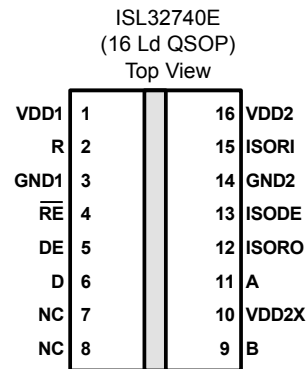 ISL32740E
(16 Ld QSOP)
Top View
VDD1 1 16 VDD2
R 2 15 ISORI
GND1 3 14 GND2
RE 4 13 ISODE
DE 5 12 ISORO
D 6 11 A
NC 7 10 VDD2X
NC 8 9 B